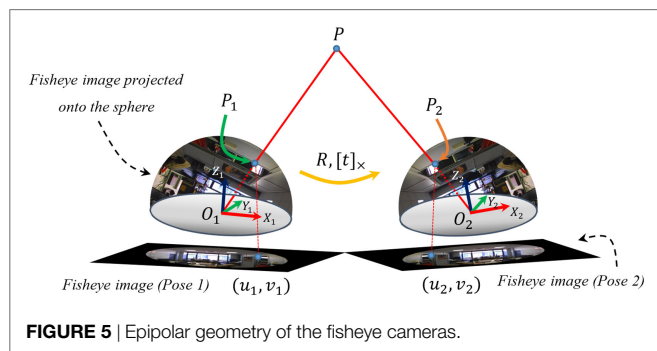 P
Fisheye image projected
onto the sphere
P₁
P₂
R, [t]×
Z₁
Y₁
X₁
O₁
Z₂
Y₂
X₂
O₂
Fisheye image (Pose 1)
(u₁, v₁)
(u₂, v₂)
Fisheye image (Pose 2)
FIGURE 5 | Epipolar geometry of the fisheye cameras.